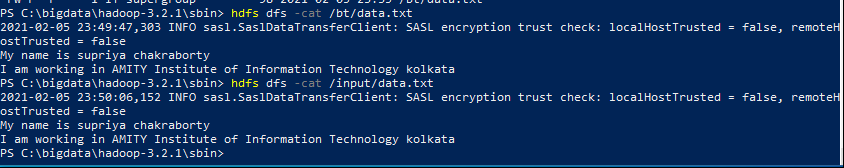 PS C:\bigdata\hadoop-3.2.1\sbin> hdfs dfs -cat /bt/data.txt
2021-02-05 23:49:47,303 INFO sasl.SaslDataTransferClient: SASL encryption trust check: localHostTrusted = false, remoteH
ostTrusted = false
My name is supriya chakraborty
I am working in AMITY Institute of Information Technology kolkata
PS C:\bigdata\hadoop-3.2.1\sbin> hdfs dfs -cat /input/data.txt
2021-02-05 23:50:06,152 INFO sasl.SaslDataTransferClient: SASL encryption trust check: localHostTrusted = false, remoteH
ostTrusted = false
My name is supriya chakraborty
I am working in AMITY Institute of Information Technology kolkata
PS C:\bigdata\hadoop-3.2.1\sbin>